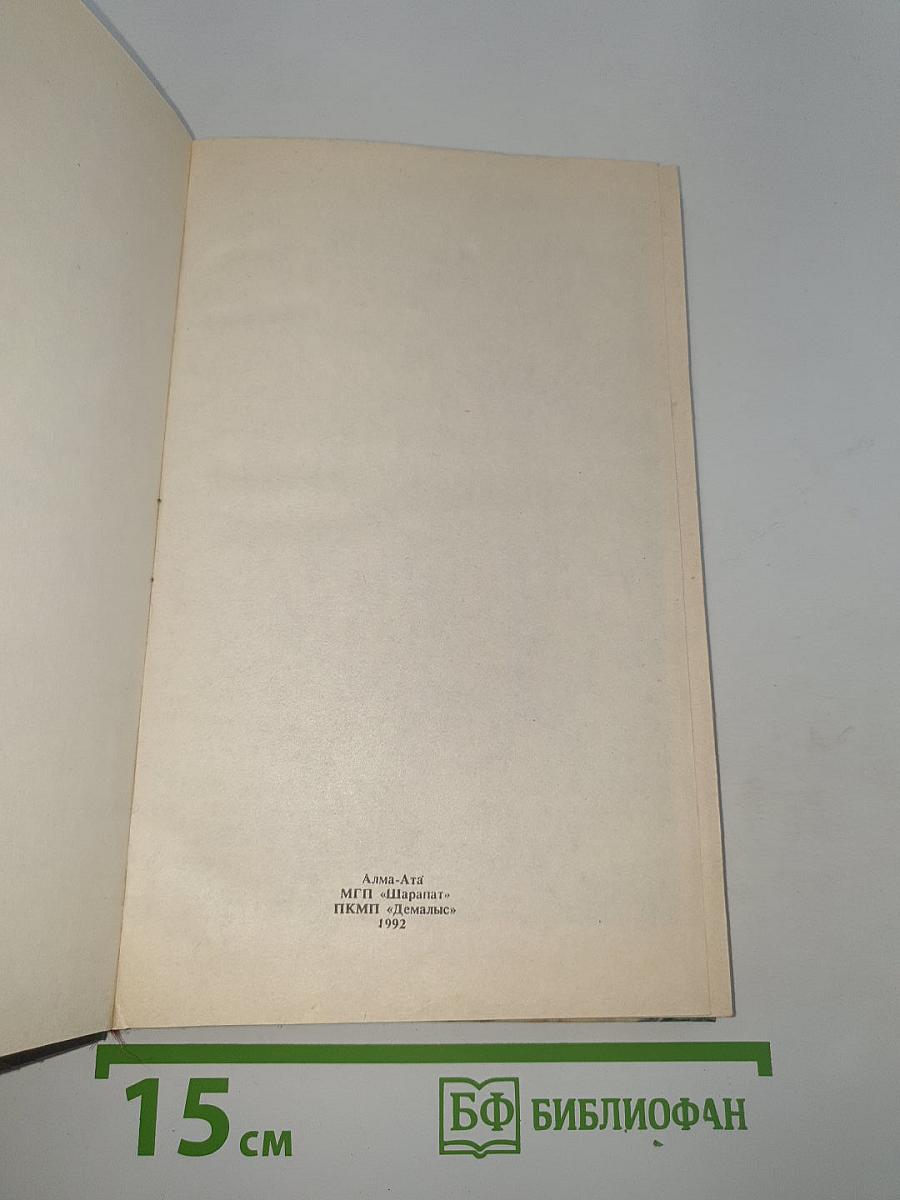 Алма-Ата
МГП «Шарапат»
ПКМП «Демалыс»
1992
15 см
БФ БИБЛИОФАН